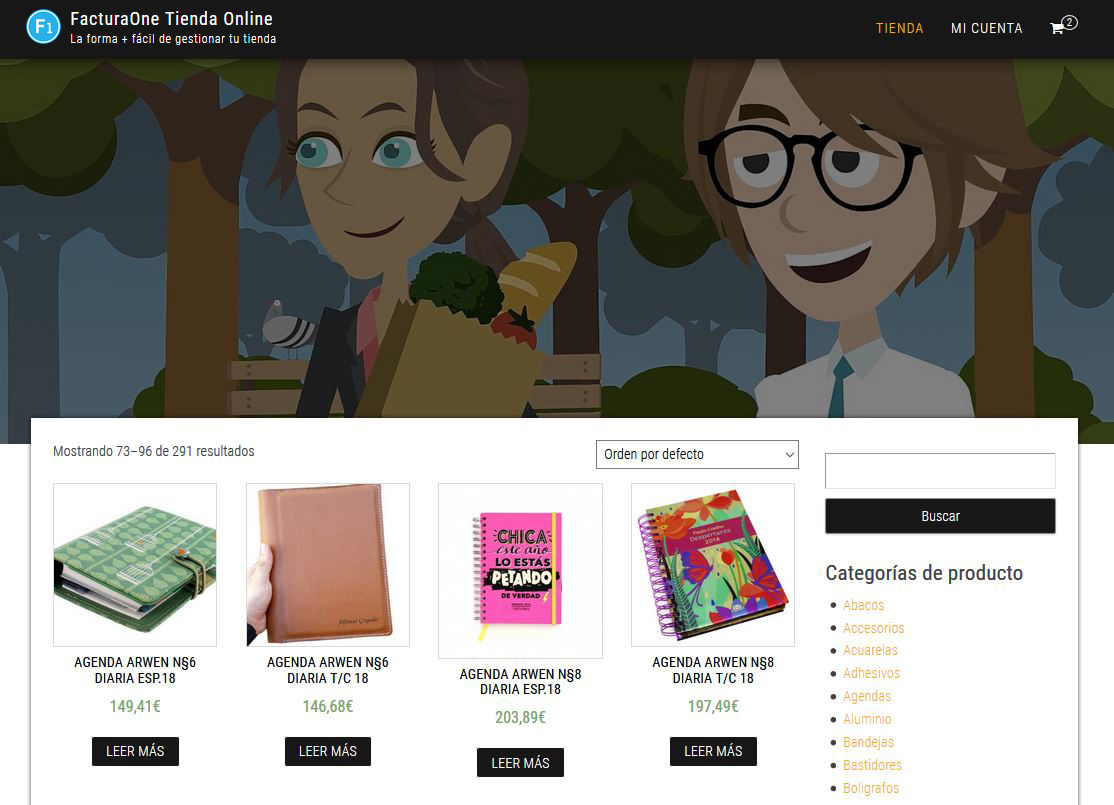 F1
FacturaOne Tienda Online
La forma + fácil de gestionar tu tienda
TIENDA
MI CUENTA
2
Mostrando 73–96 de 291 resultados
Orden por defecto
Buscar
CHICA
este año
LO ESTÁS
PETANDO
DE VERDAD
Paulo Coelho
Despertares
2018
AGENDA ARWEN N§6
DIARIA ESP.18
149,41€
LEER MÁS
AGENDA ARWEN N§6
DIARIA T/C 18
146,68€
LEER MÁS
AGENDA ARWEN N§8
DIARIA ESP.18
203,89€
LEER MÁS
AGENDA ARWEN N§8
DIARIA T/C 18
197,49€
LEER MÁS
Categorías de producto
Abacos
Accesorios
Acuarelas
Adhesivos
Agendas
Aluminio
Bandejas
Bastidores
Boligrafos